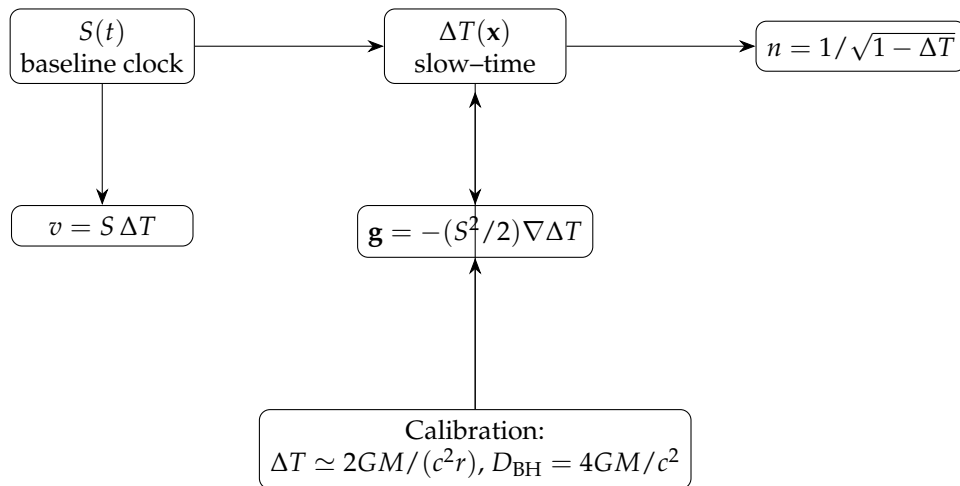 S(t)
baseline clock
ΔT(𝐱)
slow–time
n = 1/√(1 − ΔT)
v = S ΔT
𝐠 = −(S²/2)∇ΔT
Calibration:
ΔT ≃ 2GM/(c²r), D_BH = 4GM/c²